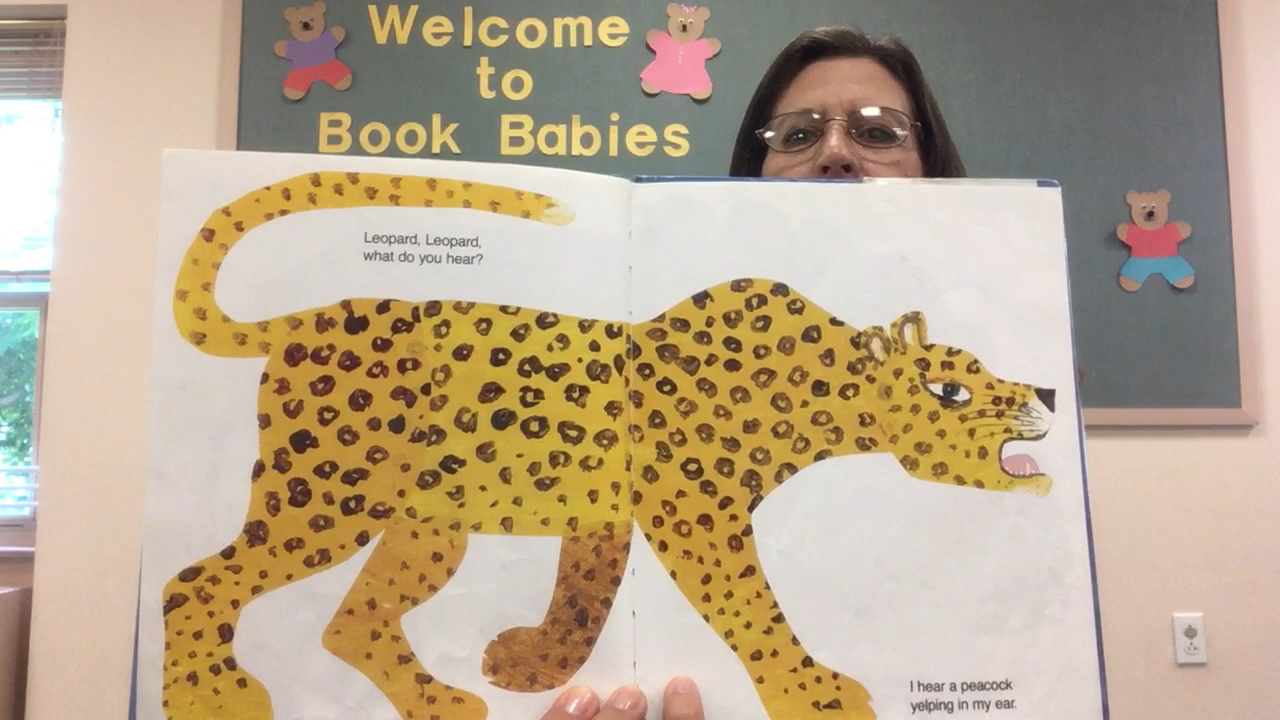 Welcome
to
Book Babies
Leopard, Leopard,
what do you hear?
I hear a peacock
yelping in my ear.